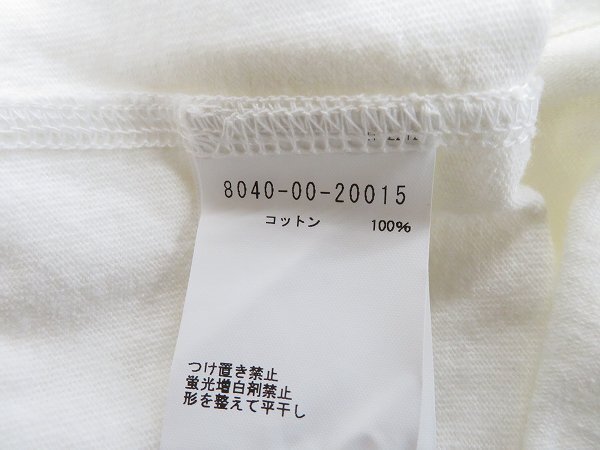 8040-00-20015
コットン 100%
つけ置き禁止
蛍光増白剤禁止
形を整えて平干し